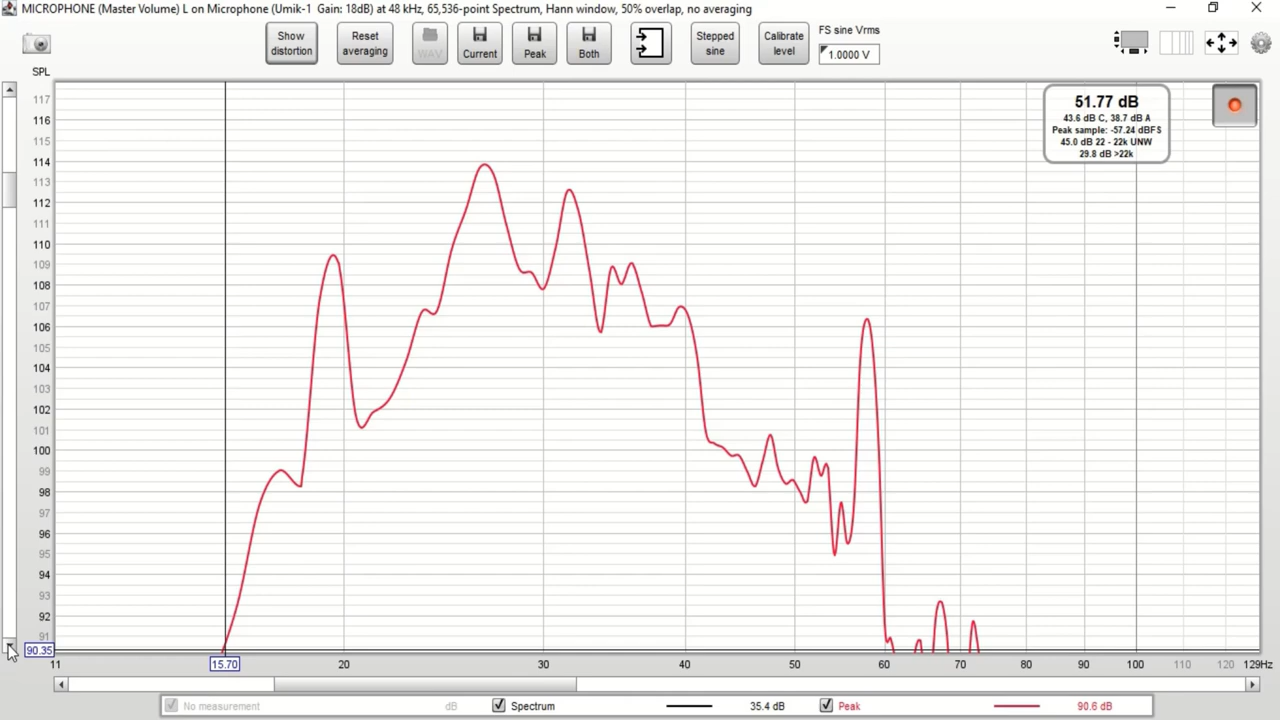 MICROPHONE (Master Volume) L on Microphone (Umik-1 Gain: 18dB) at 48 kHz, 65,536-point Spectrum, Hann window, 50% overlap, no averaging
Show distortion
Reset averaging
WAV
Current
Peak
Both
Stepped sine
Calibrate level
FS sine Vrms
1.0000 V
SPL
51.77 dB
43.6 dB C, 38.7 dB A
Peak sample: -57.24 dBFS
45.0 dB 22 - 22k UNW
29.8 dB >22k
117
116
115
114
113
112
111
110
109
108
107
106
105
104
103
102
101
100
99
98
97
96
95
94
93
92
91
90.35
11 15.70 20 30 40 50 60 70 80 90 100 110 120 129Hz
No measurement dB Spectrum 35.4 dB Peak 90.6 dB